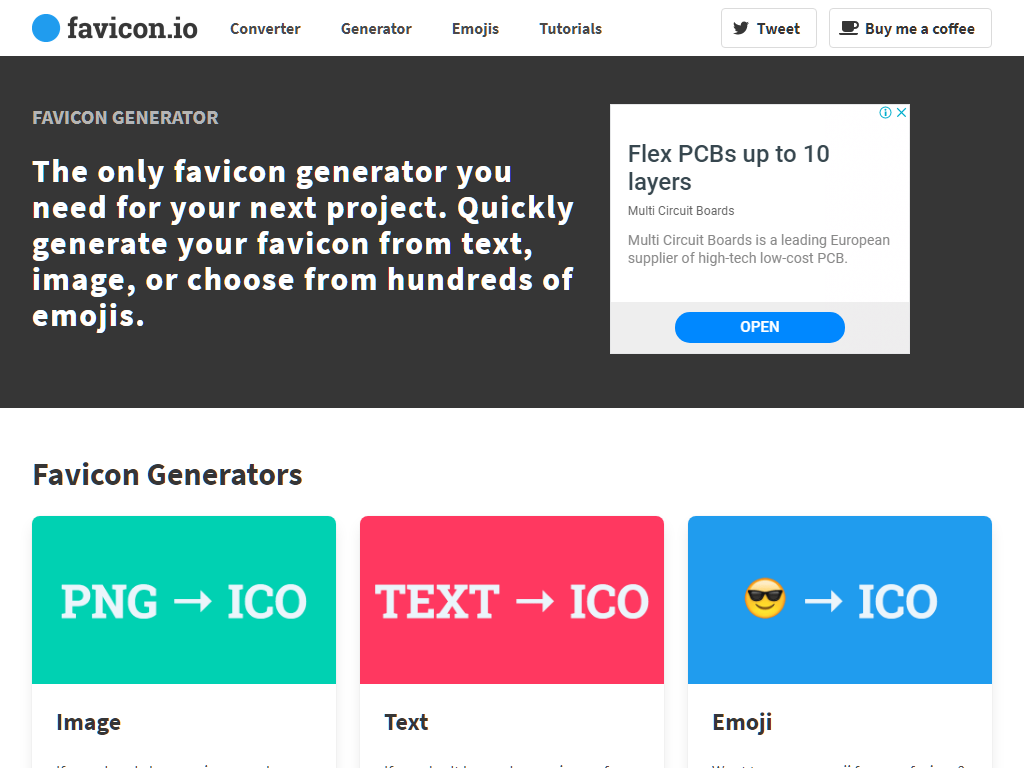 favicon.io
Converter
Generator
Emojis
Tutorials
Tweet
Buy me a coffee
FAVICON GENERATOR
The only favicon generator you
need for your next project. Quickly
generate your favicon from text,
image, or choose from hundreds of
emojis.
Flex PCBs up to 10
layers
Multi Circuit Boards
Multi Circuit Boards is a leading European
supplier of high-tech low-cost PCB.
OPEN
Favicon Generators
PNG → ICO
TEXT → ICO
😎 → ICO
Image
Text
Emoji